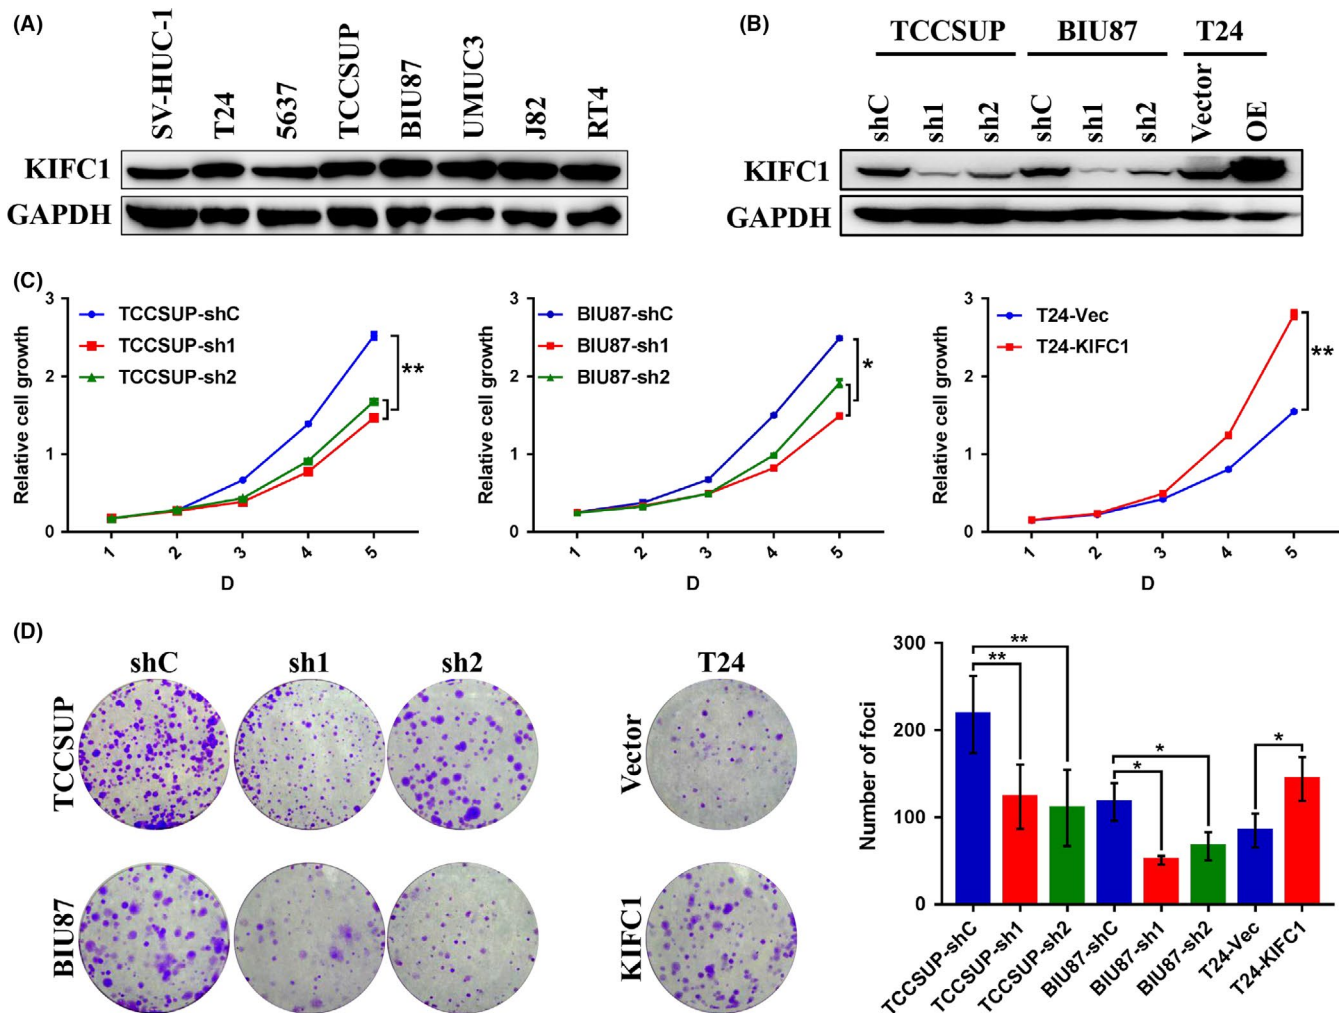 (A)
SV-HUC-1
T24
5637
TCCSUP
BIU87
UMUC3
J82
RT4
KIFC1
GAPDH
(B)
TCCSUP
BIU87
T24
shC
sh1
sh2
shC
sh1
sh2
Vector
OE
KIFC1
GAPDH
(C)
Relative cell growth
3
2
1
0
TCCSUP-shC
TCCSUP-sh1
TCCSUP-sh2
**
1
2
3
4
5
D
Relative cell growth
3
2
1
0
BIU87-shC
BIU87-sh1
BIU87-sh2
*
1
2
3
4
5
D
Relative cell growth
3
2
1
0
T24-Vec
T24-KIFC1
**
1
2
3
4
5
D
(D)
shC
sh1
sh2
TCCSUP
BIU87
T24
Vector
KIFC1
Number of foci
300
200
100
0
**
**
*
*
*
TCCSUP-shC
TCCSUP-sh1
TCCSUP-sh2
BIU87-shC
BIU87-sh1
BIU87-sh2
T24-Vec
T24-KIFC1